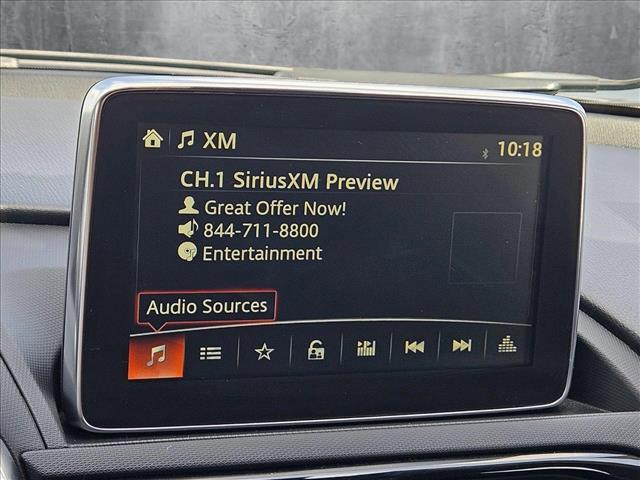 XM
10:18
CH.1 SiriusXM Preview
Great Offer Now!
844-711-8800
Entertainment
Audio Sources